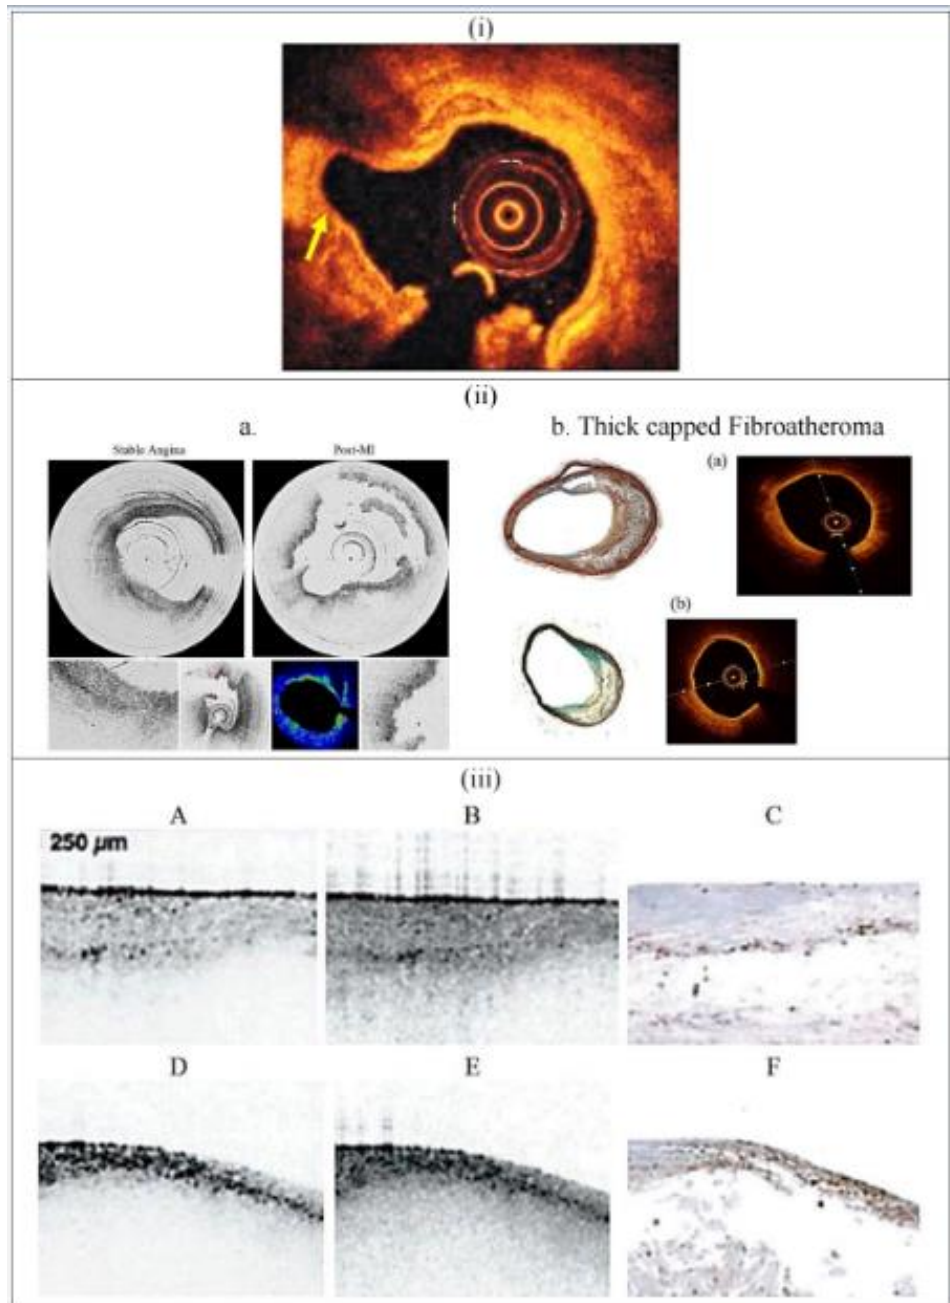 (i)
(ii)
a.
b. Thick capped Fibroatheroma
Stable Angina
Post-MI
(a)
(b)
(iii)
A
B
C
250 μm
D
E
F